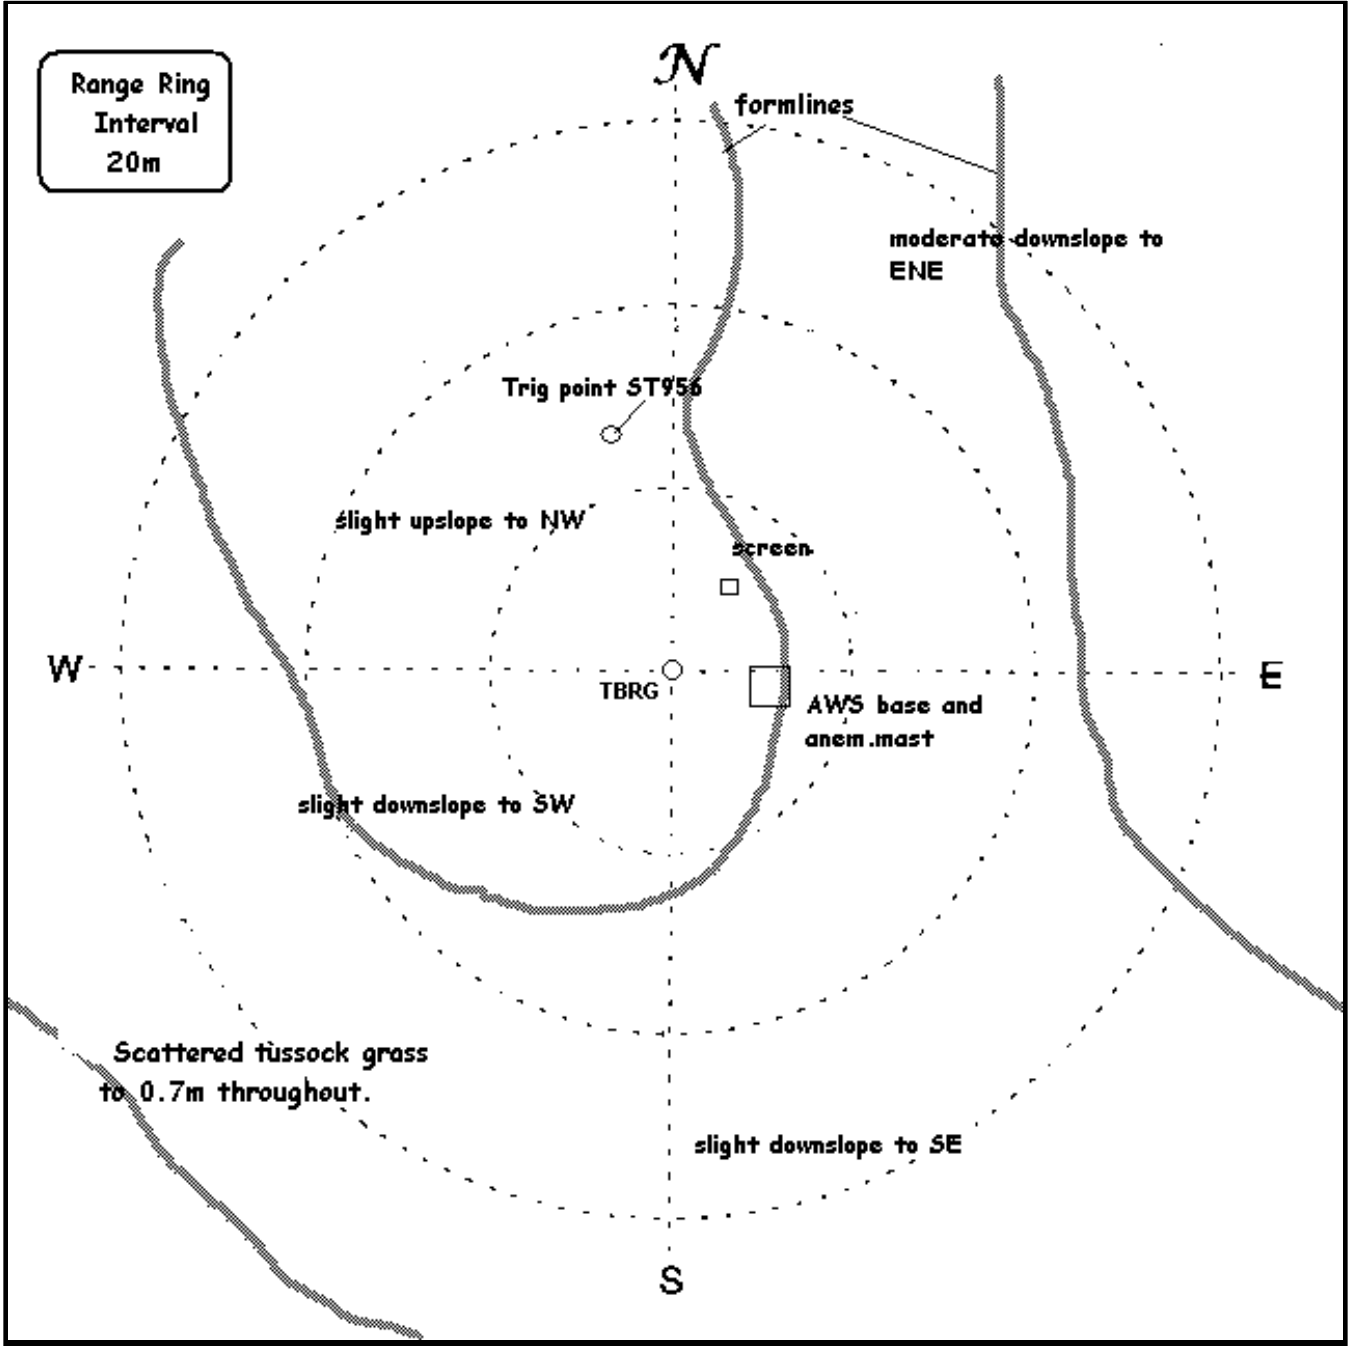 N
Range Ring
Interval
20m
formlines
moderate downslope to
ENE
Trig point ST956
slight upslope to NW
screen
W
E
TBRG
AWS base and
anem.mast
slight downslope to SW
Scattered tussock grass
to 0.7m throughout.
slight downslope to SE
S